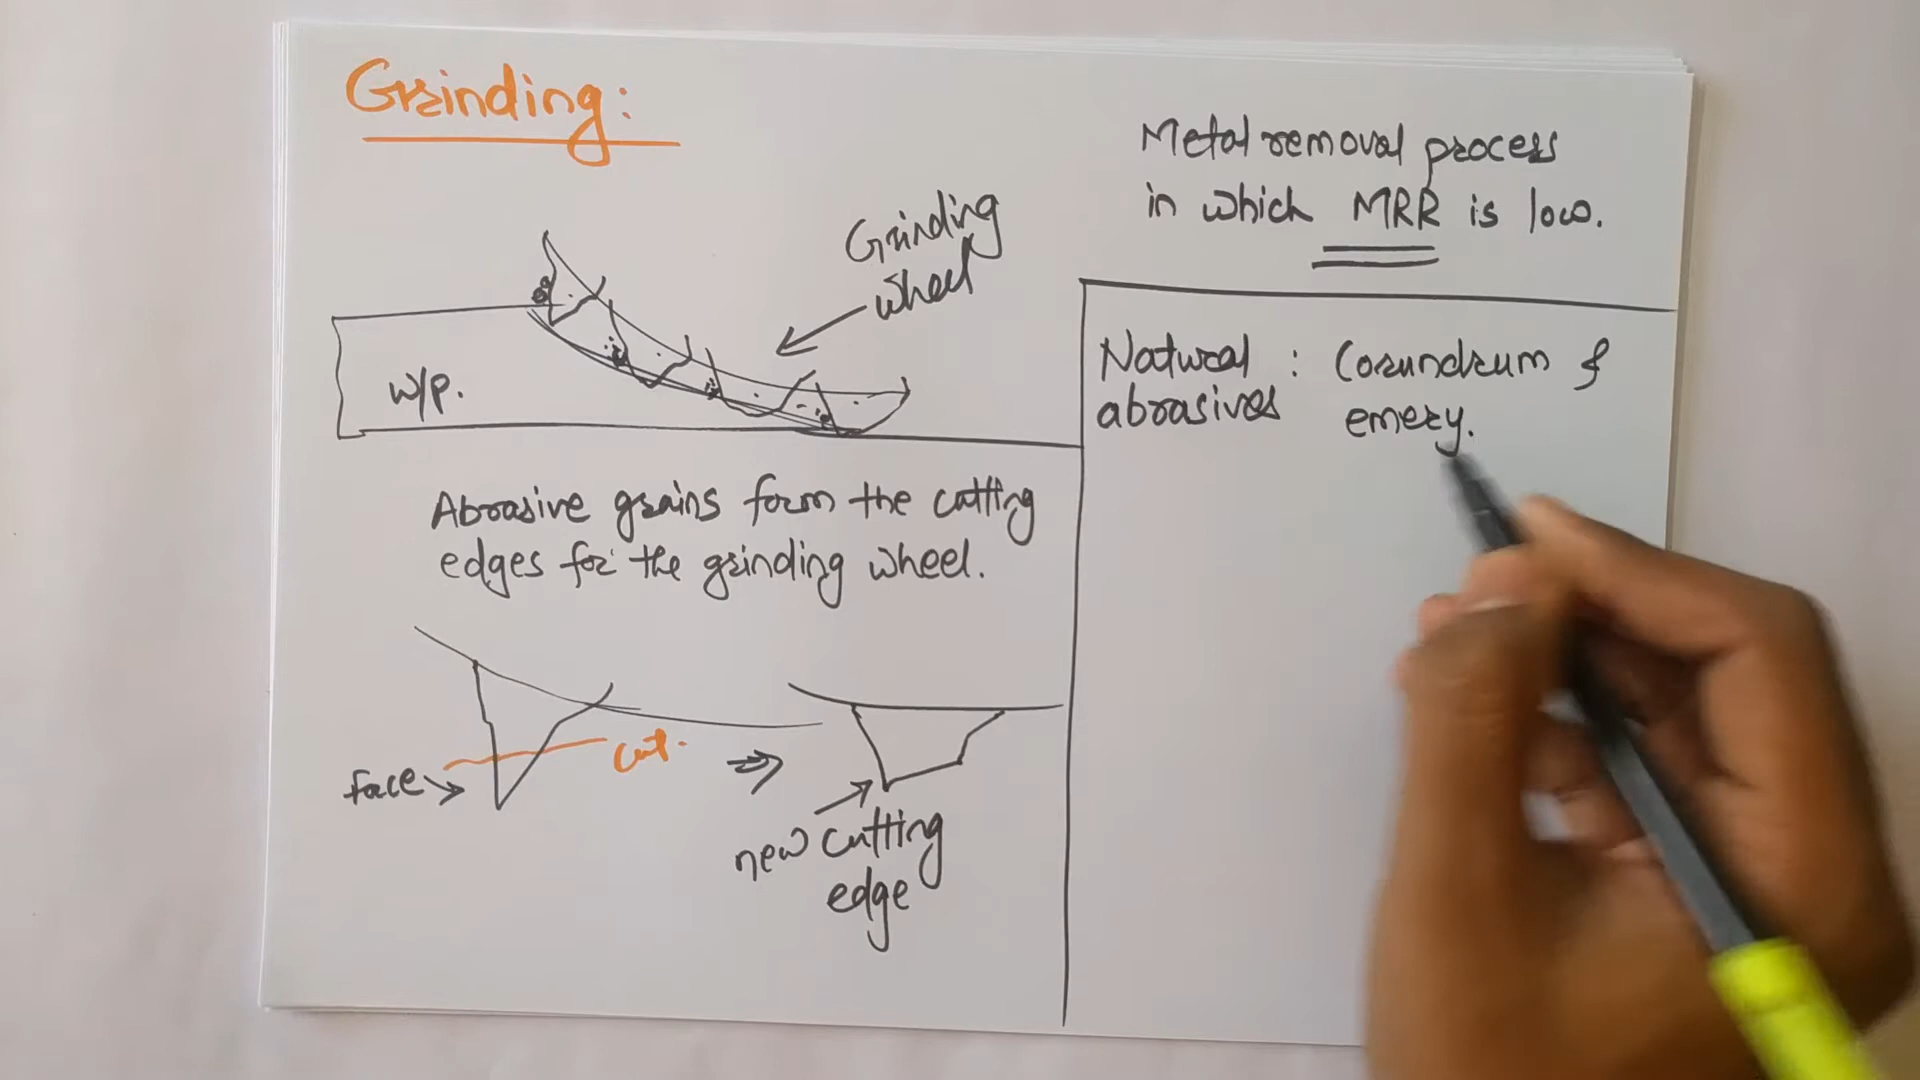 Grinding:
Metal removal process
in which MRR is low.
Grinding
wheel
W/P.
Abrasive grains form the cutting
edges for the grinding wheel.
face
cut.
new cutting
edge
Natural : Corundrum &
abrasives emery.